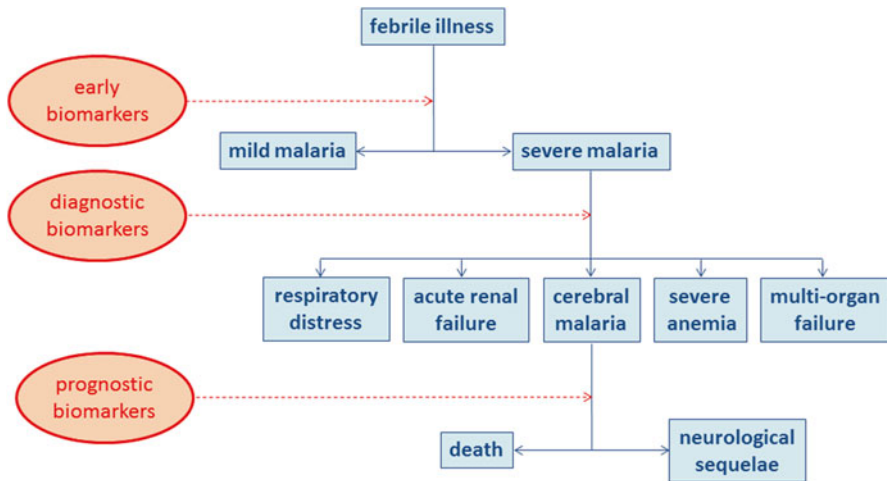 febrile illness
early
biomarkers
mild malaria
severe malaria
diagnostic
biomarkers
respiratory
distress
acute renal
failure
cerebral
malaria
severe
anemia
multi-organ
failure
prognostic
biomarkers
death
neurological
sequelae